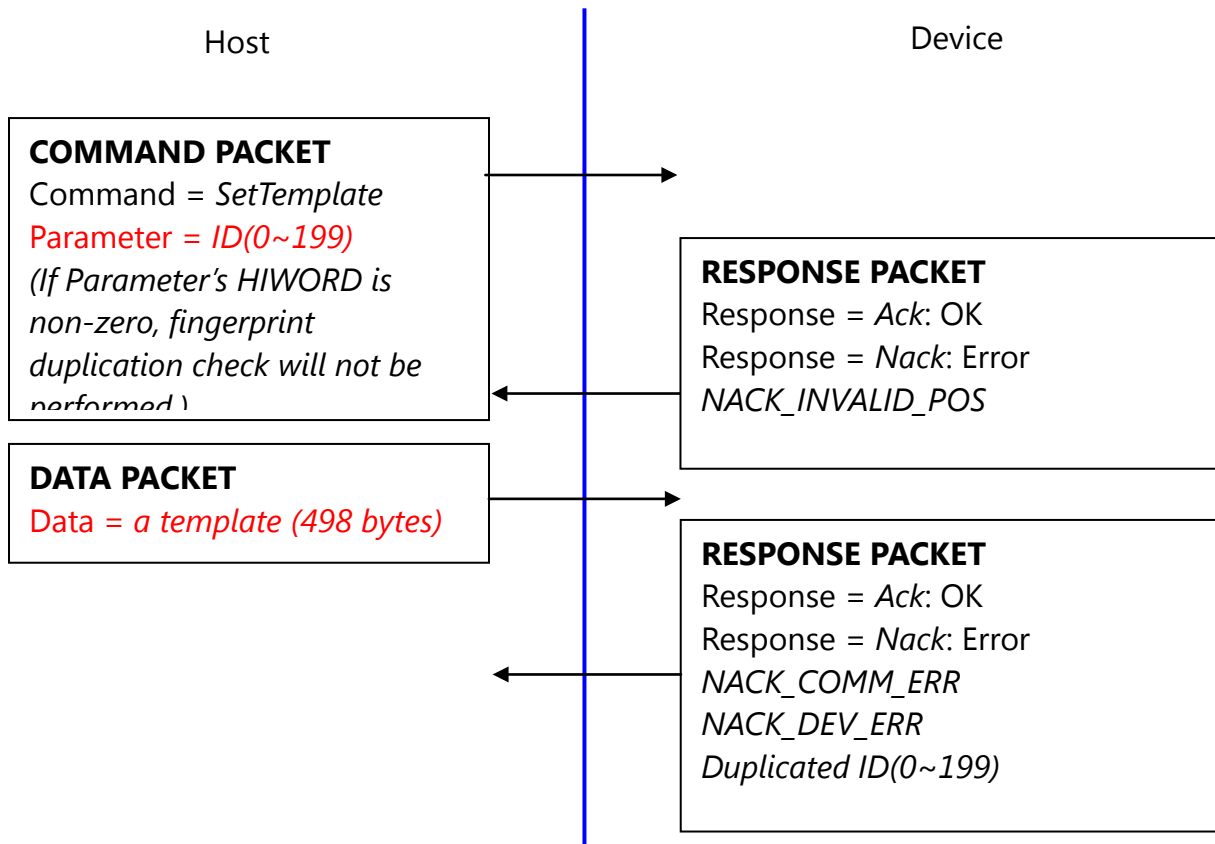 Host
Device
COMMAND PACKET
Command = SetTemplate
Parameter = ID(0~199)
(If Parameter's HIWORD is
non-zero, fingerprint
duplication check will not be
performed.)
RESPONSE PACKET
Response = Ack: OK
Response = Nack: Error
NACK_INVALID_POS
DATA PACKET
Data = a template (498 bytes)
RESPONSE PACKET
Response = Ack: OK
Response = Nack: Error
NACK_COMM_ERR
NACK_DEV_ERR
Duplicated ID(0~199)